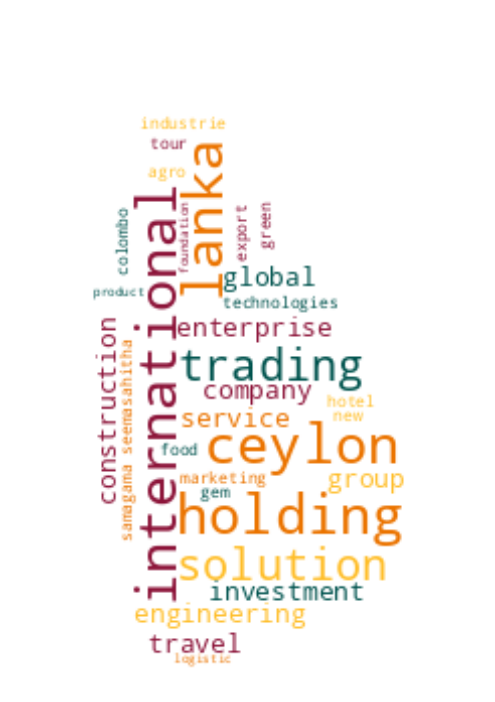 industrie
tour
agro
lanka
international
foundation
colombo
export
green
global
product
technologies
enterprise
construction
samagama seemasahitha
trading
company
hotel
new
service
ceylon
food
marketing
group
gem
holding
solution
investment
engineering
travel
logistic